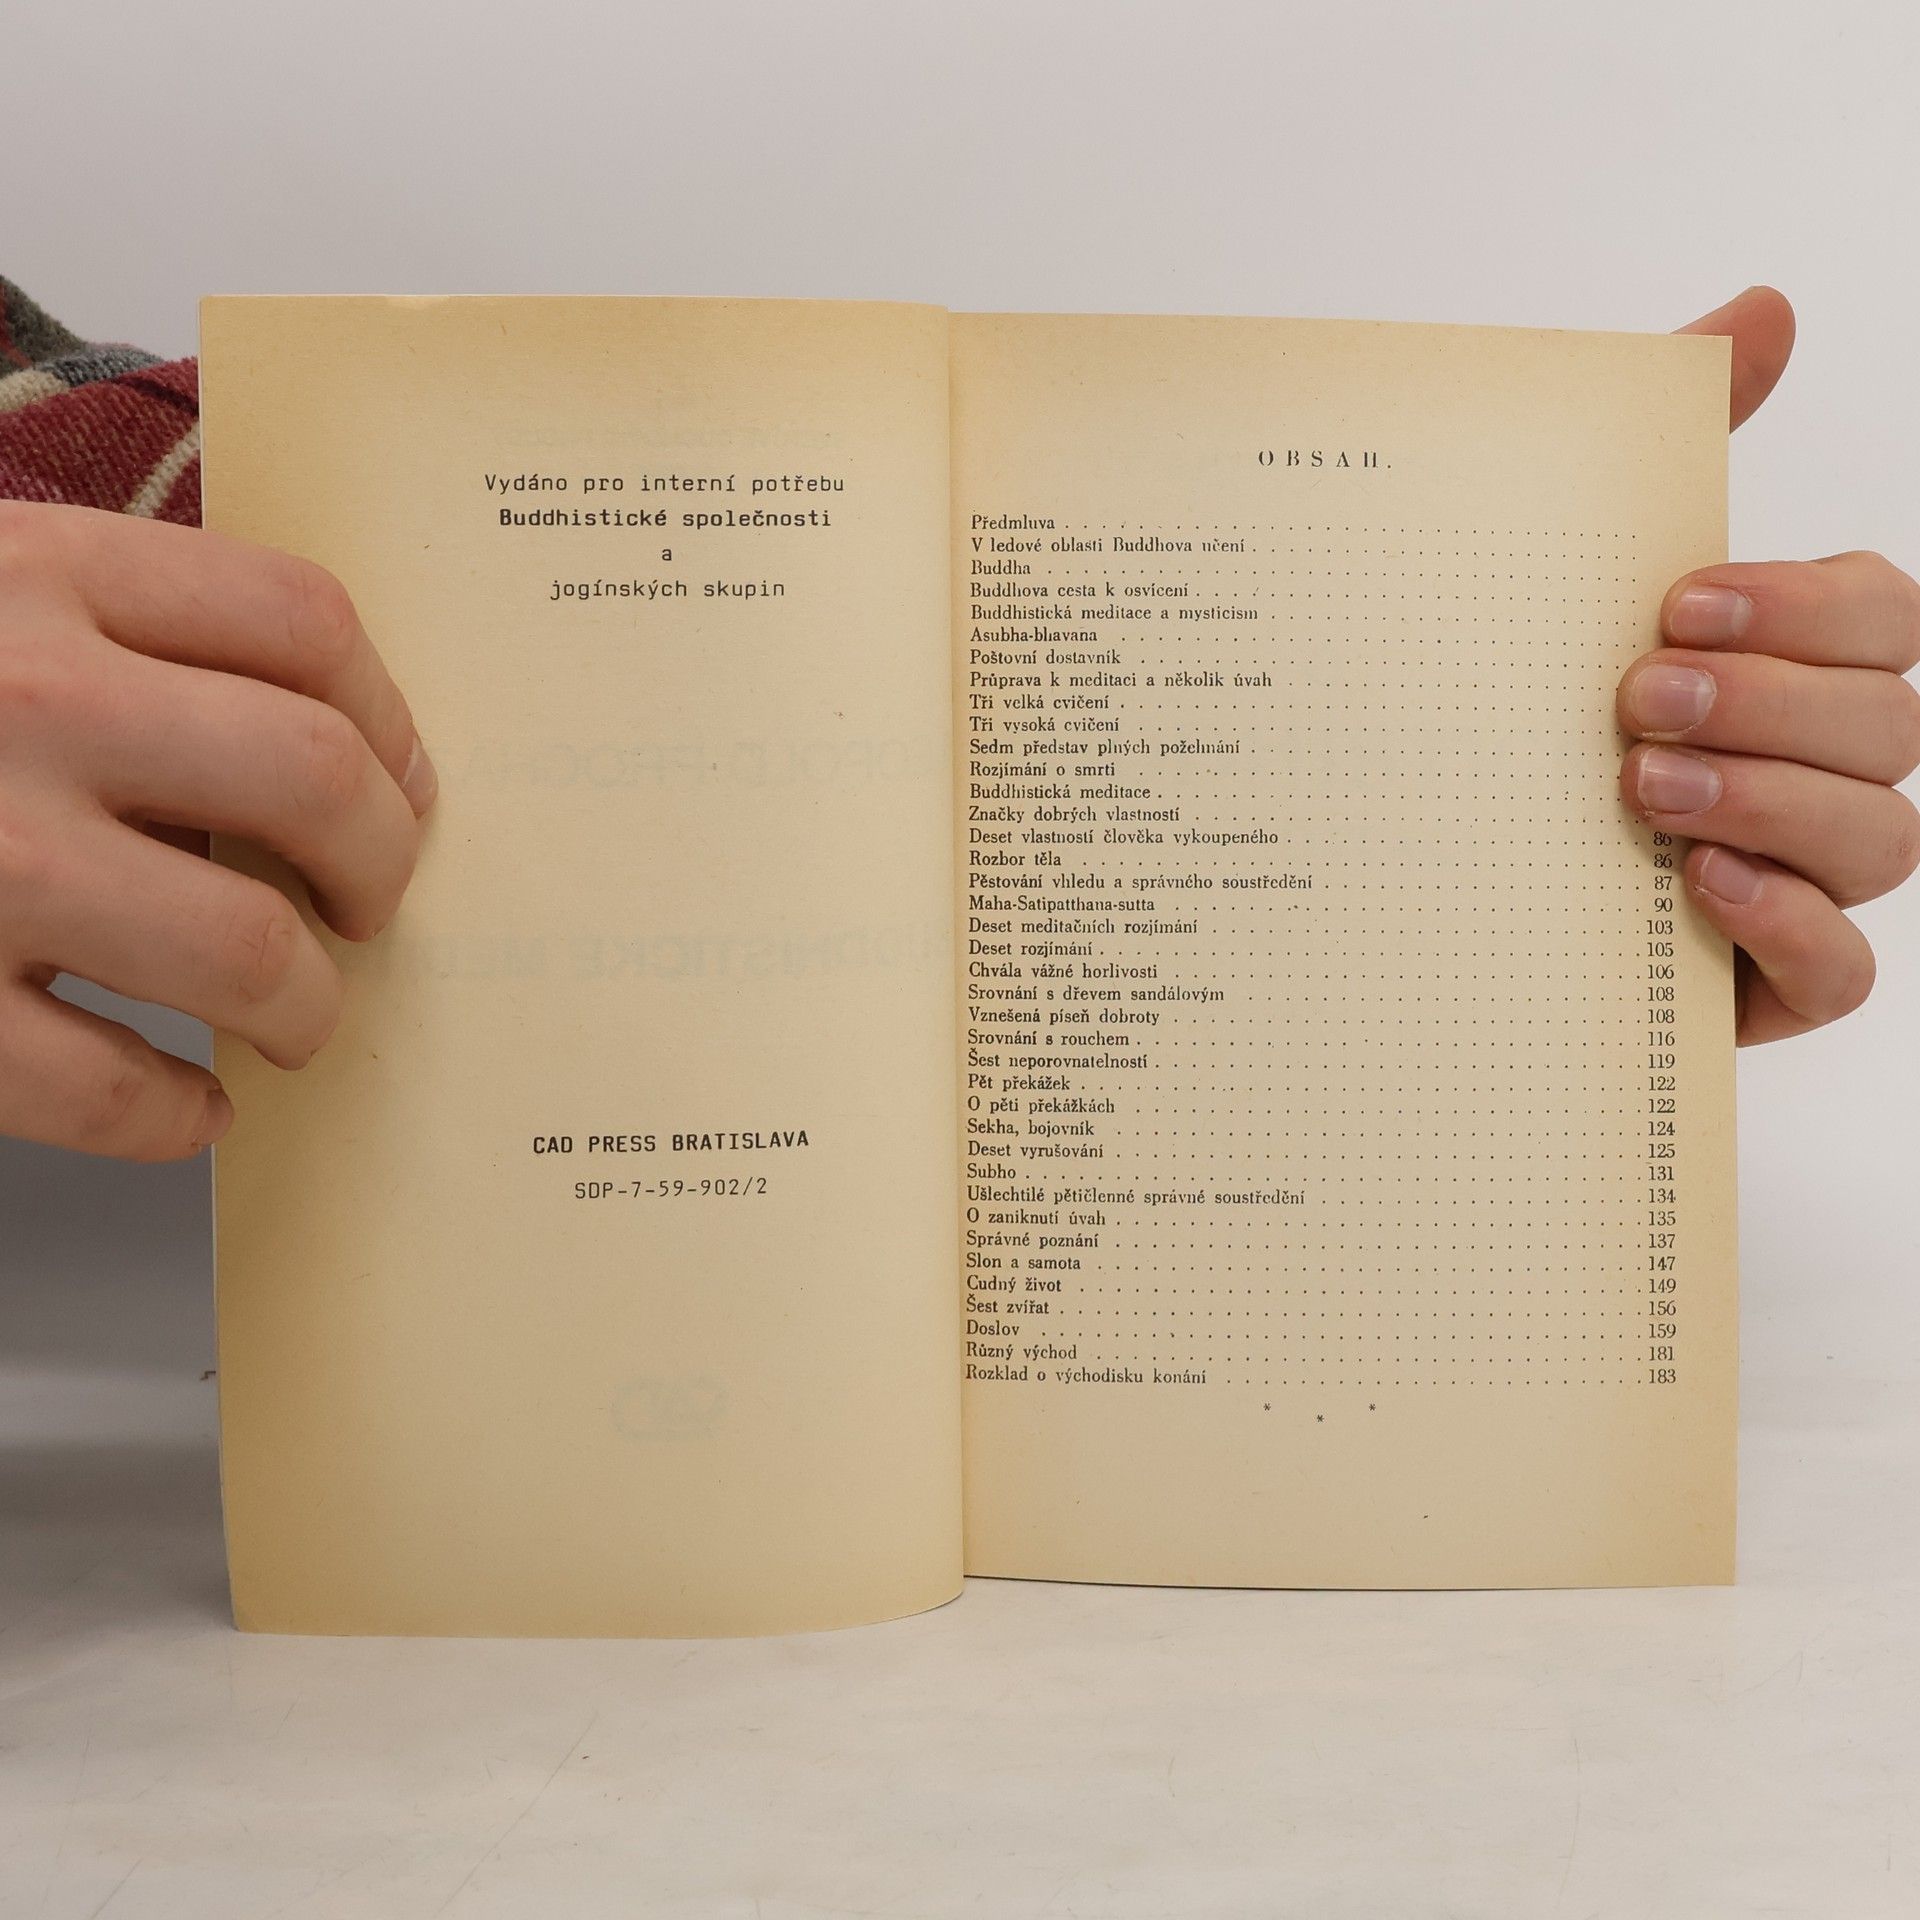 Vydáno pro interní potřebu
Buddhistické společnosti
a
jogínských skupin
CAD PRESS BRATISLAVA
SDP-7-59-902/2
OBSAH.
Předmluva . . . . . . . . . . . . . . . . . . . .
V ledové oblasti Buddhova učení . . . . . . . . . . . .
Buddha . . . . . . . . . . . . . . . . . . . .
Buddhova cesta k osvícení . . . . . . . . . . . . . .
Buddhistická meditace a mysticism . . . . . . . . . . . .
Asubha-bhavana . . . . . . . . . . . . . . . . . .
Poštovní dostavník . . . . . . . . . . . . . . . . .
Průprava k meditaci a několik úvah . . . . . . . . . . .
Tři velká cvičení . . . . . . . . . . . . . . . . .
Tři vysoká cvičení . . . . . . . . . . . . . . . . .
Sedm představ plných požehnání . . . . . . . . . . . .
Rozjímání o smrti . . . . . . . . . . . . . . . . .
Buddhistická meditace . . . . . . . . . . . . . . . .
Značky dobrých vlastností . . . . . . . . . . . . . .
Deset vlastností člověka vykoupeného . . . . . . . . . . 86
Rozbor těla . . . . . . . . . . . . . . . . . . 86
Pěstování vhledu a správného soustředění . . . . . . . . . 87
Maha-Satipatthana-sutta . . . . . . . . . . . . . . . 90
Deset meditačních rozjímání . . . . . . . . . . . . . 103
Deset rozjímání . . . . . . . . . . . . . . . . . 105
Chvála vážné horlivosti . . . . . . . . . . . . . . . 106
Srovnání s dřevem sandálovým . . . . . . . . . . . . 108
Vznešená píseň dobroty . . . . . . . . . . . . . . . 108
Srovnání s rouchem . . . . . . . . . . . . . . . . 116
Šest neporovnatelností . . . . . . . . . . . . . . . 119
Pět překážek . . . . . . . . . . . . . . . . . . 122
O pěti překážkách . . . . . . . . . . . . . . . . 122
Sekha, bojovník . . . . . . . . . . . . . . . . . 124
Deset vyrušování . . . . . . . . . . . . . . . . . 125
Subho . . . . . . . . . . . . . . . . . . . . 131
Ušlechtilé pětičlenné správné soustředění . . . . . . . . . 134
O zaniknutí úvah . . . . . . . . . . . . . . . . . 135
Správné poznání . . . . . . . . . . . . . . . . . 137
Slon a samota . . . . . . . . . . . . . . . . . . 147
Cudný život . . . . . . . . . . . . . . . . . . 149
Šest zvířat . . . . . . . . . . . . . . . . . . . 156
Doslov . . . . . . . . . . . . . . . . . . . . 159
Různý východ . . . . . . . . . . . . . . . . . . 181
Rozklad o východisku konání . . . . . . . . . . . . . 183
* * *